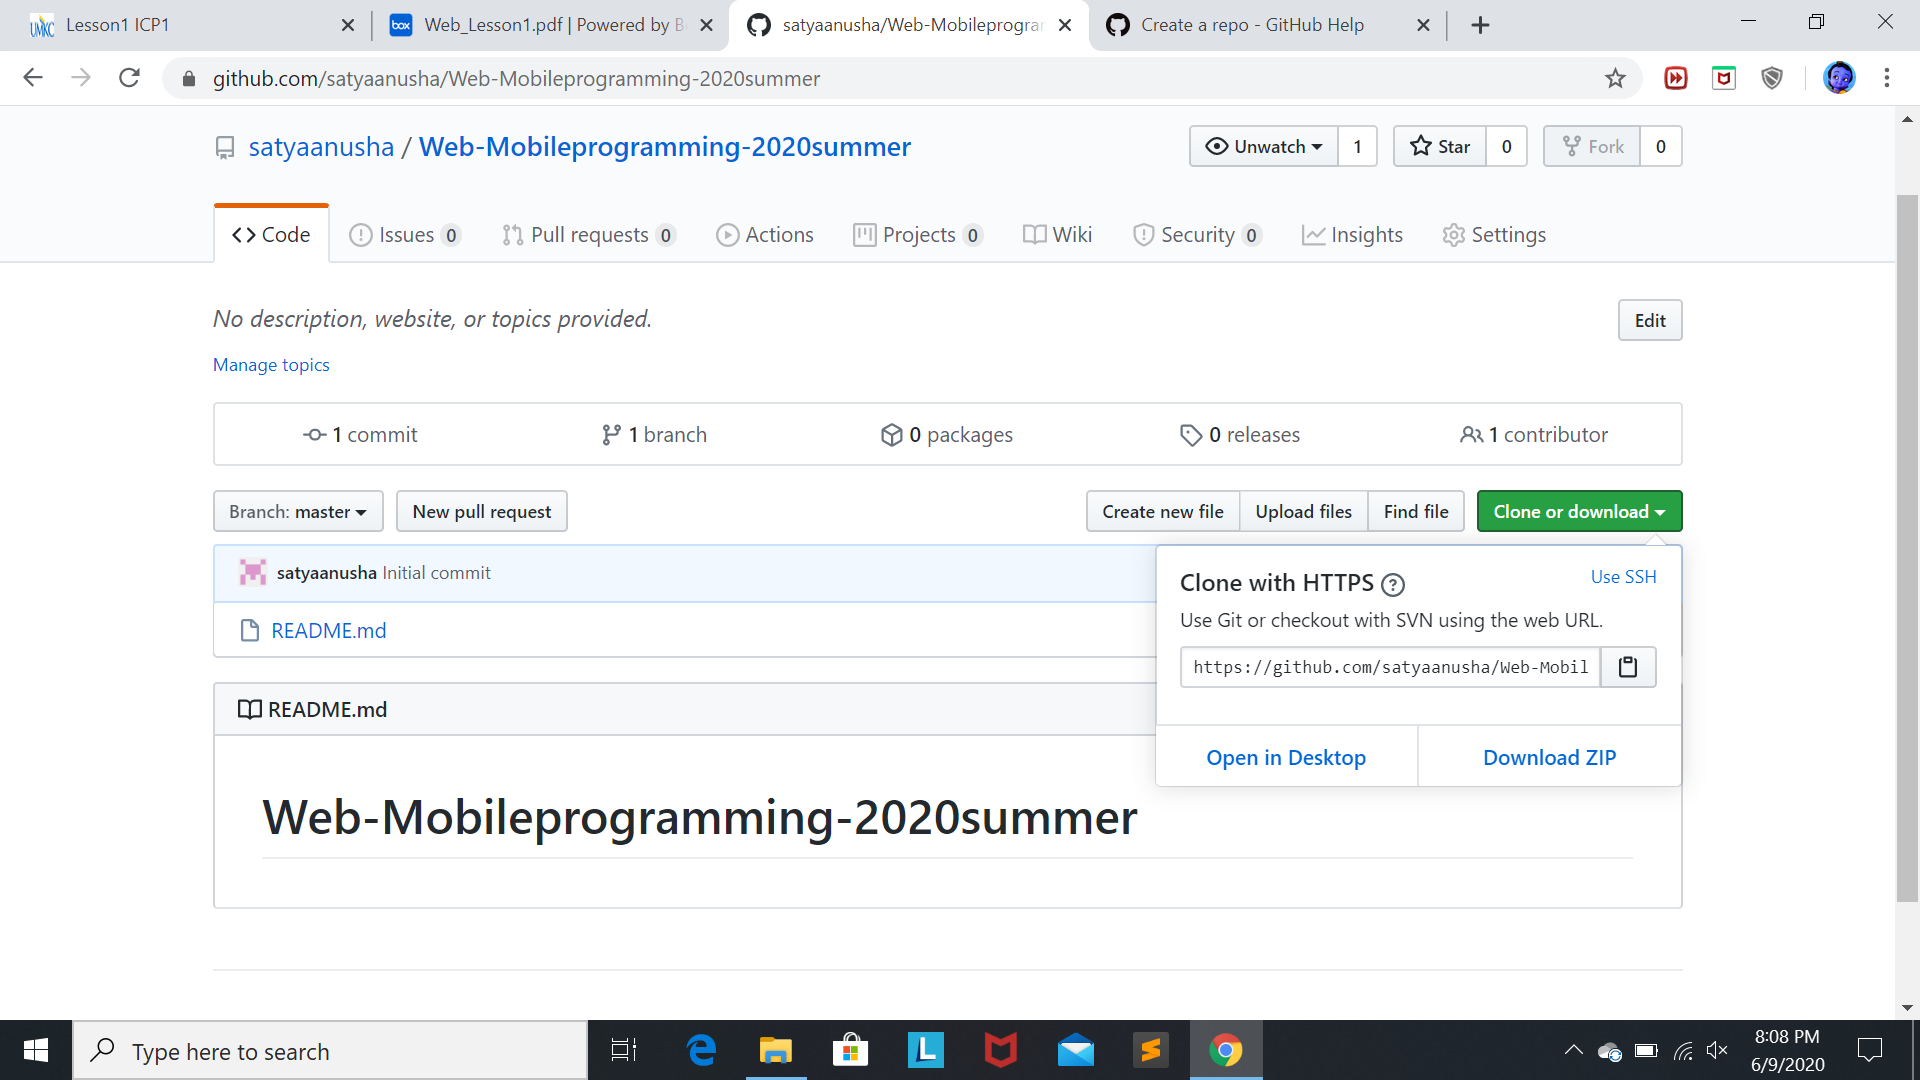 Lesson1 ICP1
Web_Lesson1.pdf | Powered by B
satyaanusha/Web-Mobileprogra
Create a repo - GitHub Help
github.com/satyaanusha/Web-Mobileprogramming-2020summer
satyaanusha / Web-Mobileprogramming-2020summer
Unwatch 1
Star 0
Fork 0
Code
Issues 0
Pull requests 0
Actions
Projects 0
Wiki
Security 0
Insights
Settings
No description, website, or topics provided.
Edit
Manage topics
1 commit
1 branch
0 packages
0 releases
1 contributor
Branch: master
New pull request
Create new file
Upload files
Find file
Clone or download
satyaanusha Initial commit
README.md
Clone with HTTPS
Use SSH
Use Git or checkout with SVN using the web URL.
https://github.com/satyaanusha/Web-Mobil
Open in Desktop
Download ZIP
README.md
Web-Mobileprogramming-2020summer
Type here to search
8:08 PM
6/9/2020